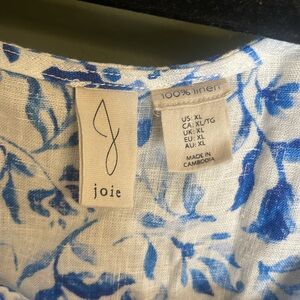 joie
100% linen
US: XL
CA: XL/TG
UK: XL
EU: XL
AU: XL
MADE IN
CAMBODIA